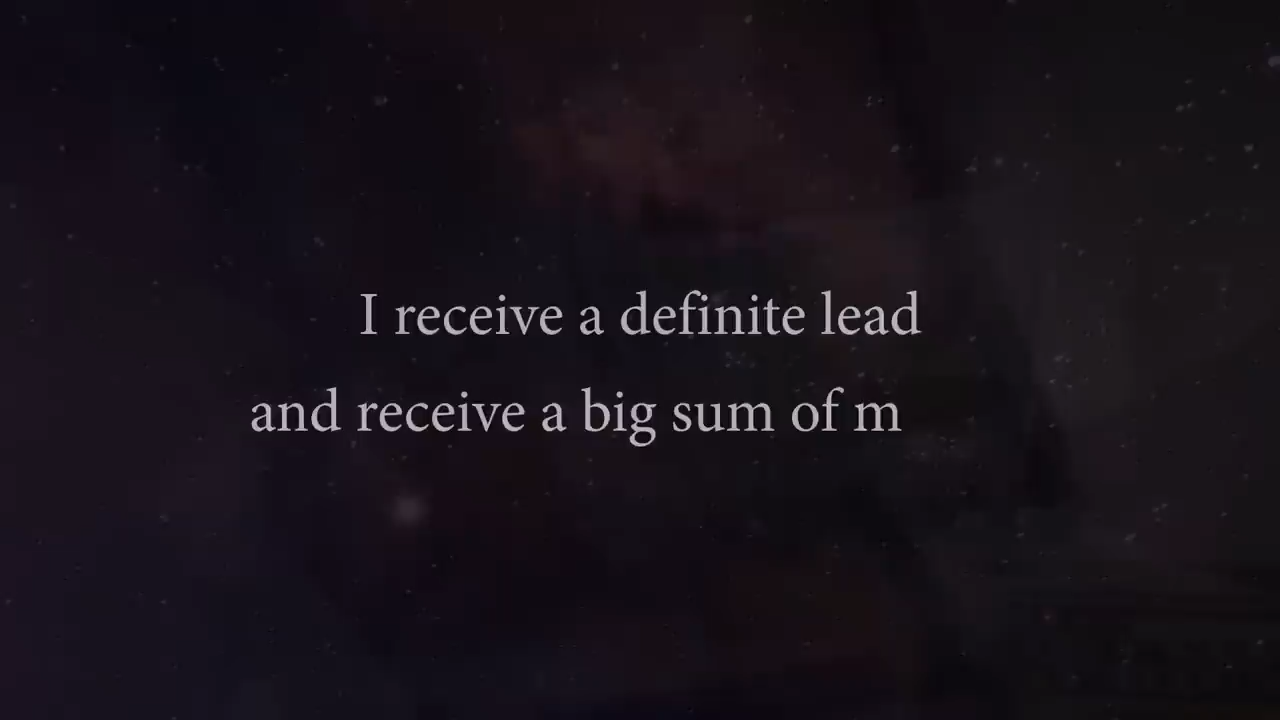 I receive a definite lead
and receive a big sum of m